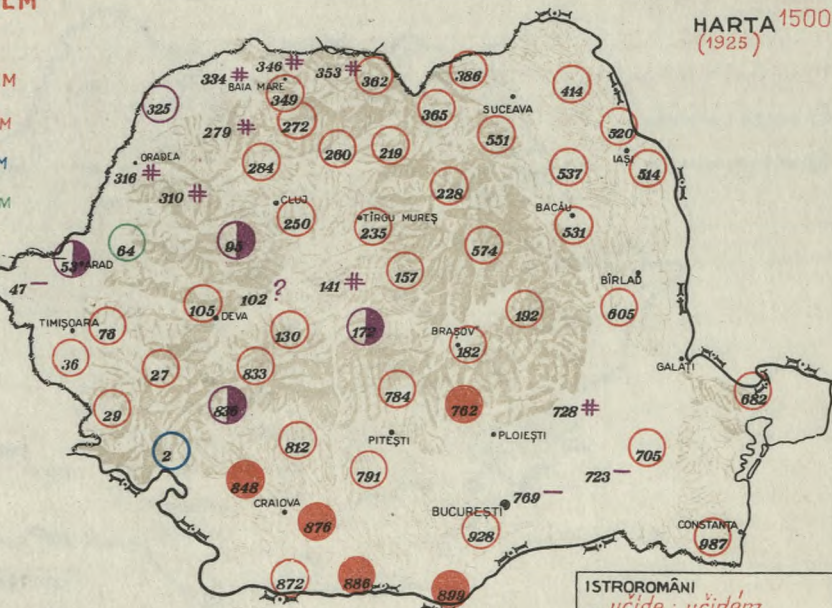 EM
HARTA 1500
(1925)
M
M
M
M
334 #
346 #
353 #
362
386
BAIA MARE
349
325
414
SUCEAVA
365
520
279 #
272
551
ORADEA
260
219
IAȘI
284
537
514
316 #
310 #
228
CLUJ
250
TÎRGU MUREȘ
235
BACĂU
531
64
95
574
53 ARAD
157
47 —
102 ?
141 #
BÎRLAD
105
DEVA
192
605
TIMIȘOARA
76
130
172
BRAȘOV
182
36
27
833
GALAȚI
784
682
29
836
762
728 #
PITEȘTI
PLOIEȘTI
812
705
2
791
723 —
848
769 —
CRAIOVA
876
BUCUREȘTI
928
CONSTANȚA
987
872
886
899
ISTROROMÂNI